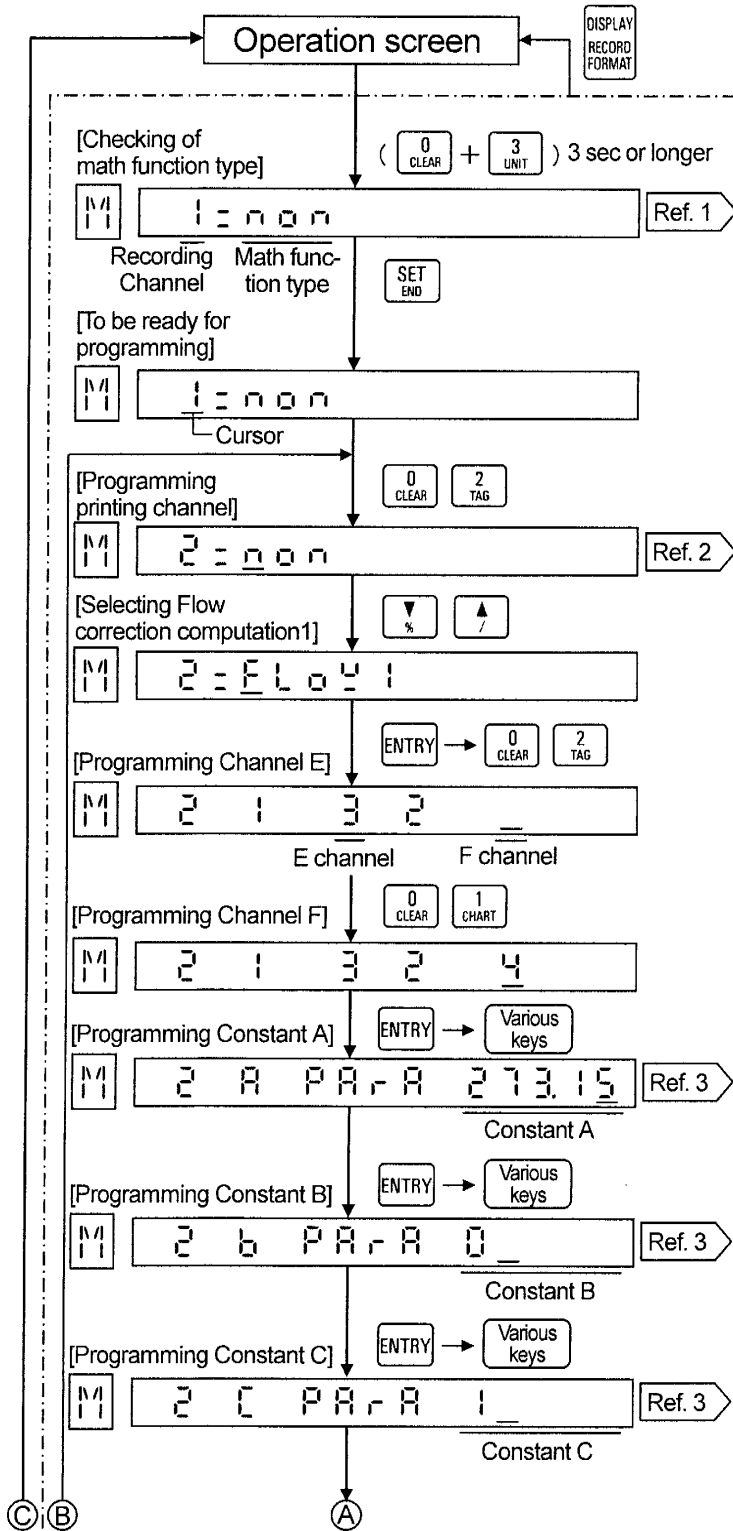 Operation screen
DISPLAY
RECORD
FORMAT
[Checking of
math function type]
( 0 CLEAR + 3 UNIT ) 3 sec or longer
M 1=non Ref. 1
Recording Channel
Math func-
tion type
SET
END
[To be ready for
programming]
M 1=non
Cursor
[Programming
printing channel]
0 CLEAR 2 TAG
M 2=non Ref. 2
[Selecting Flow
correction computation1]
▼ % ▲ /
M 2=FLoW1
ENTRY → 0 CLEAR 2 TAG
[Programming Channel E]
M 2 1 3 2 _
E channel F channel
0 CLEAR 1 CHART
[Programming Channel F]
M 2 1 3 2 4
ENTRY → Various keys
[Programming Constant A]
M 2 A PArA 273.15 Ref. 3
Constant A
ENTRY → Various keys
[Programming Constant B]
M 2 b PArA 0_ Ref. 3
Constant B
ENTRY → Various keys
[Programming Constant C]
M 2 C PArA 1_ Ref. 3
Constant C
C B A